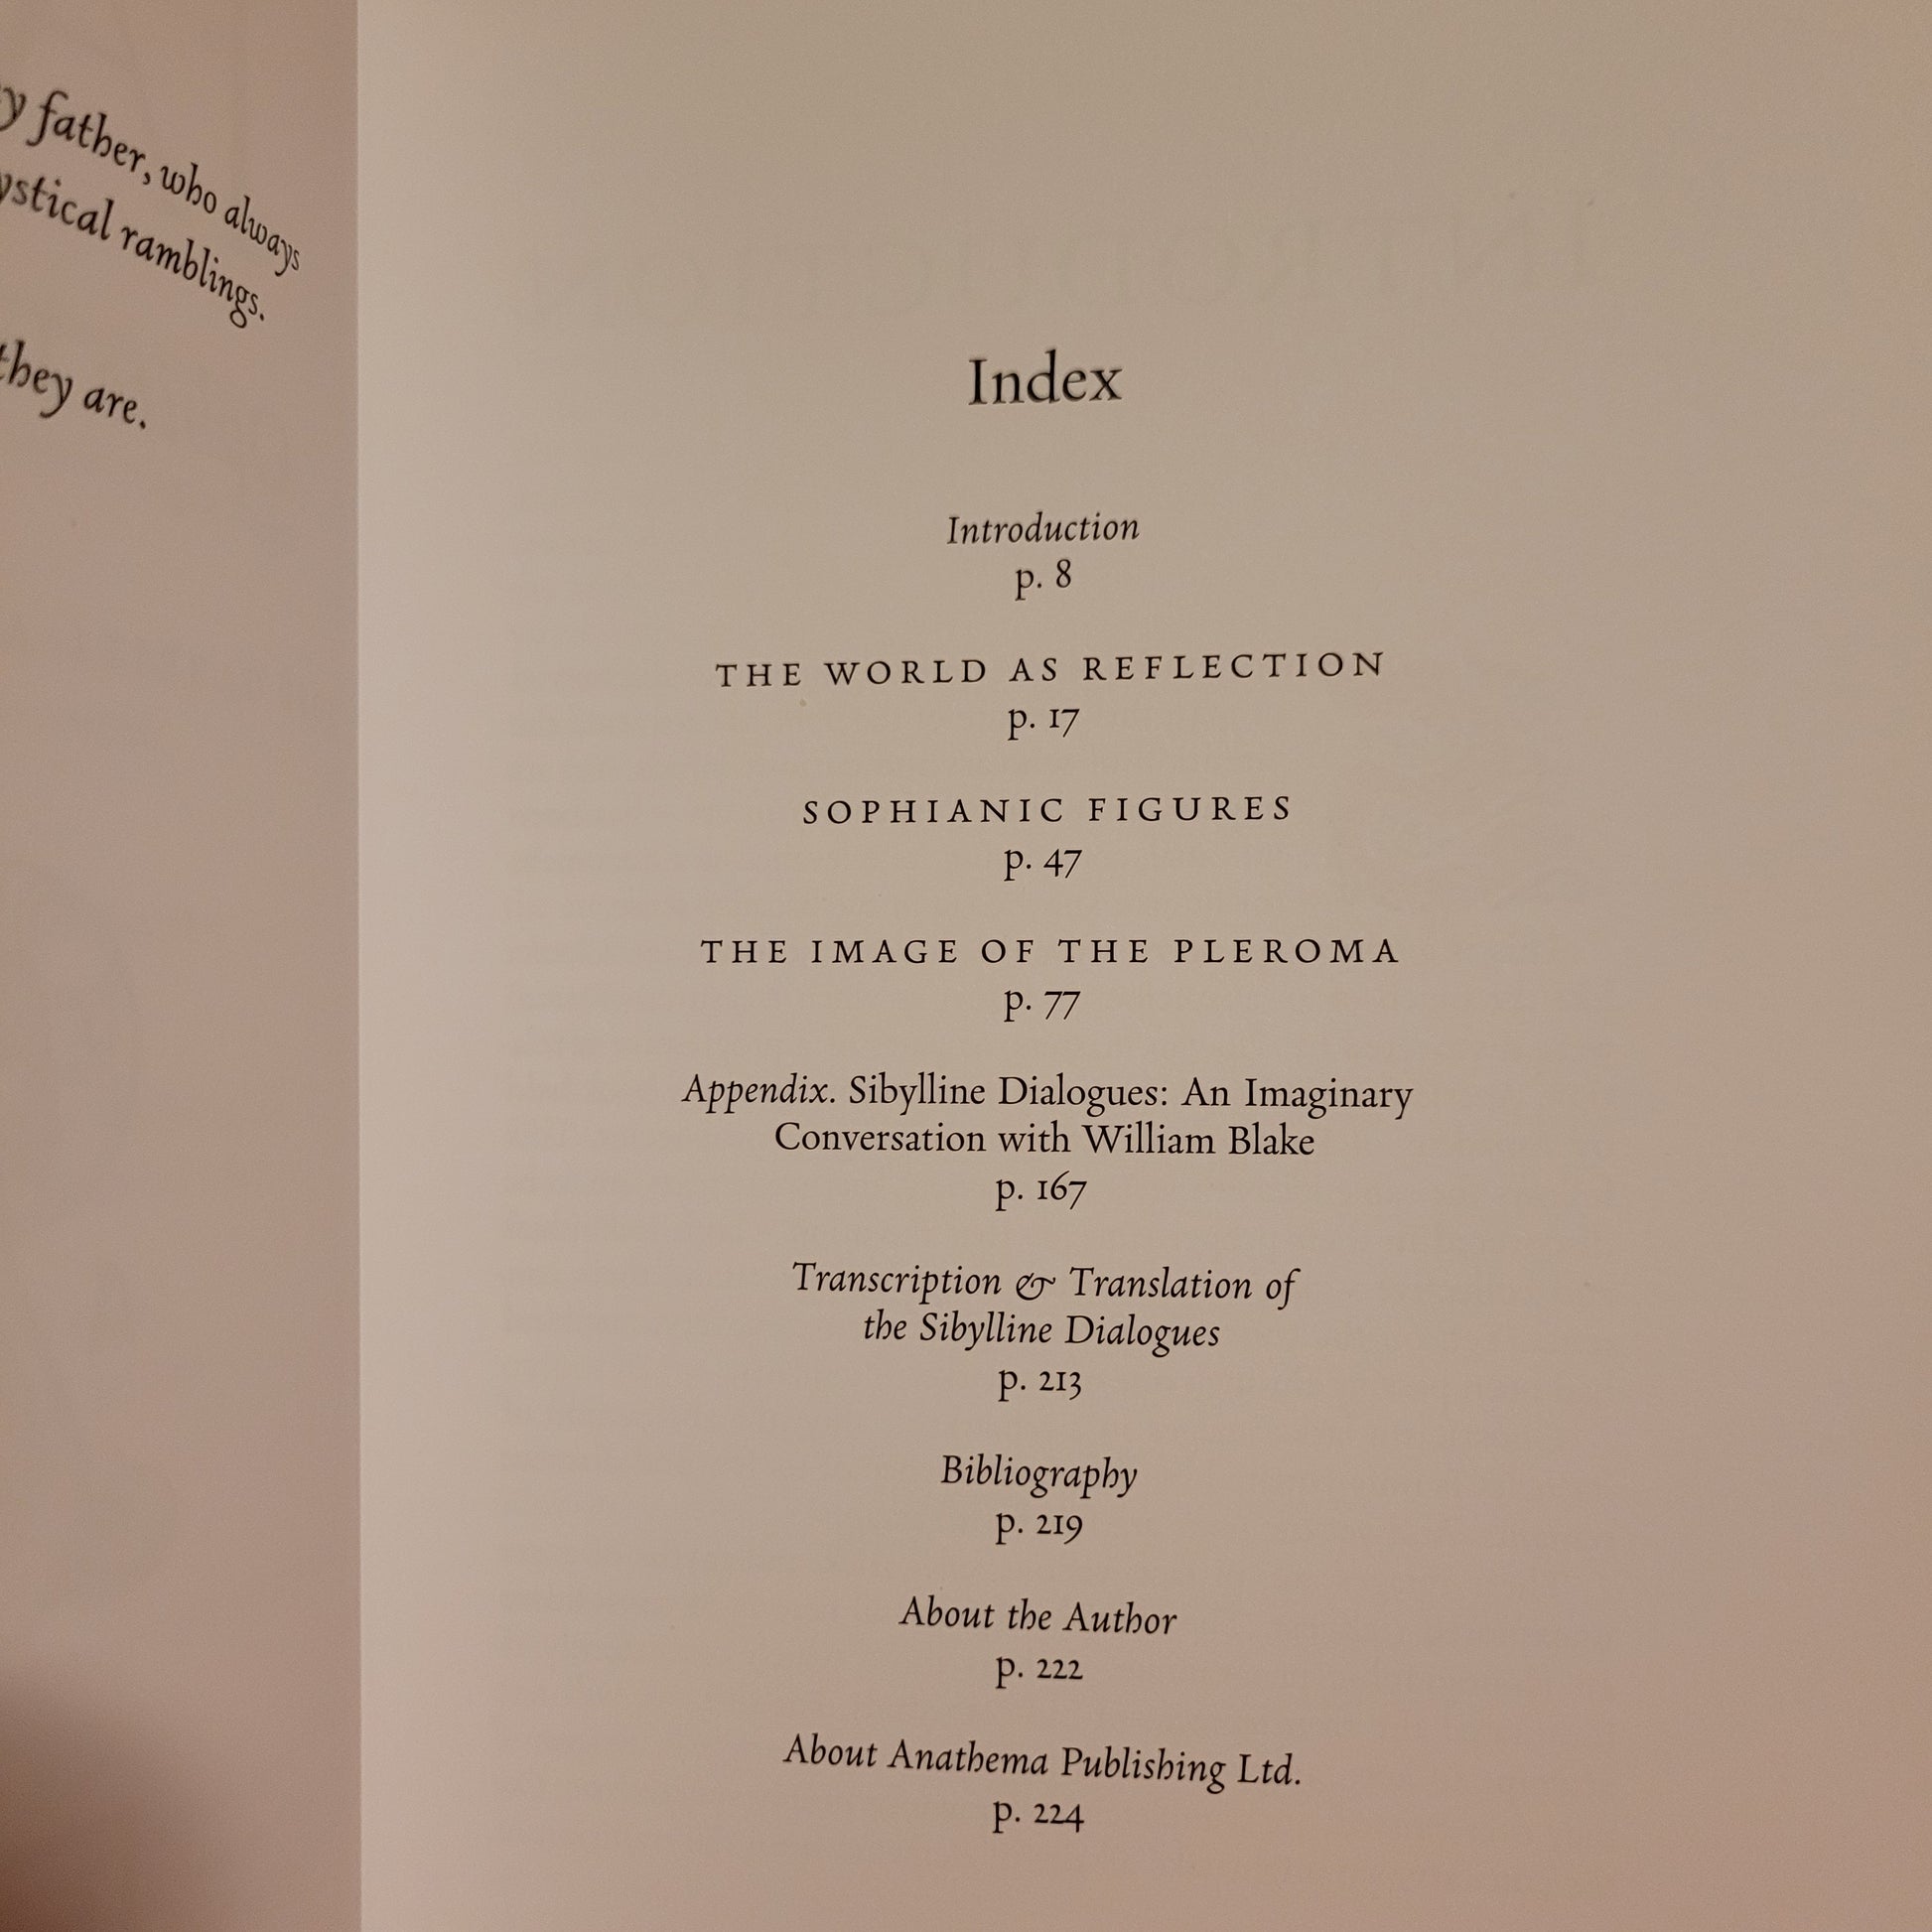 father, who always
ramblings.
they are.
Index
Introduction
p. 8
THE WORLD AS REFLECTION
p. 17
SOPHIANIC FIGURES
p. 47
THE IMAGE OF THE PLEROMA
p. 77
Appendix. Sibylline Dialogues: An Imaginary
Conversation with William Blake
p. 167
Transcription & Translation of
the Sibylline Dialogues
p. 213
Bibliography
p. 219
About the Author
p. 222
About Anathema Publishing Ltd.
p. 224